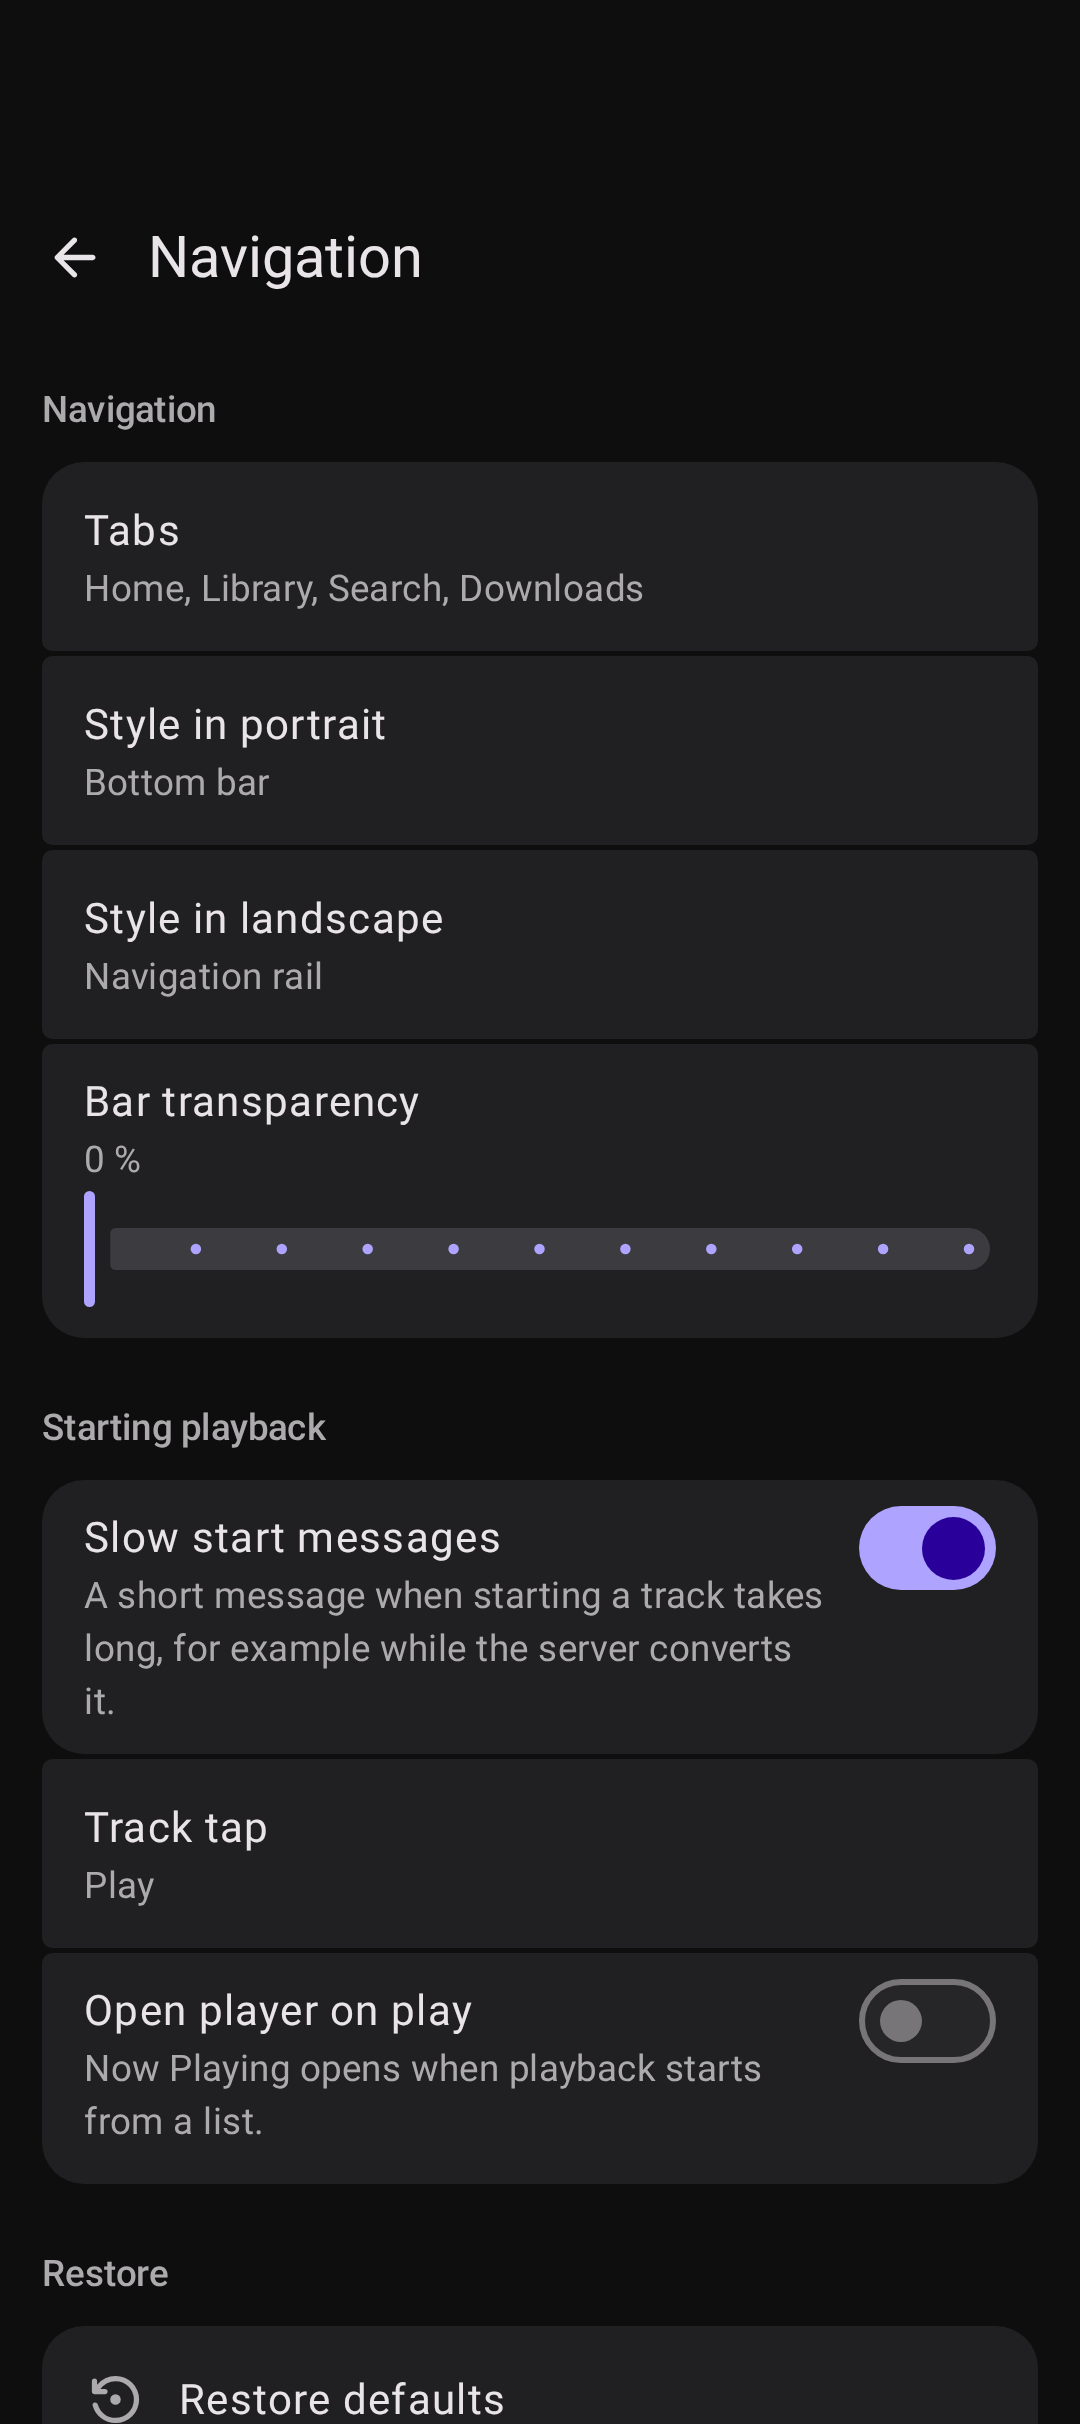 Navigation
Navigation
Tabs
Home, Library, Search, Downloads
Style in portrait
Bottom bar
Style in landscape
Navigation rail
Bar transparency
0 %
Starting playback
Slow start messages
A short message when starting a track takes
long, for example while the server converts
it.
Track tap
Play
Open player on play
Now Playing opens when playback starts
from a list.
Restore
Restore defaults